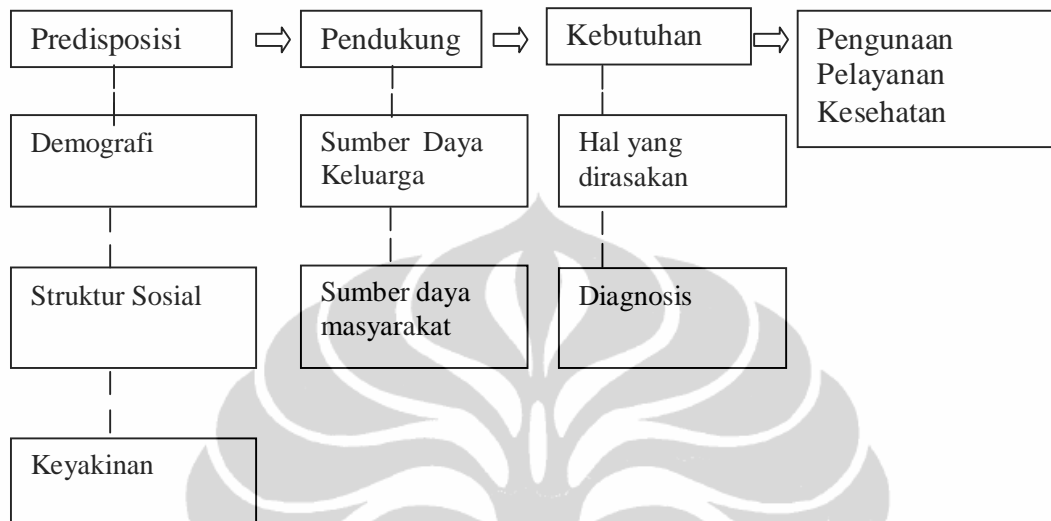 Predisposisi
Pendukung
Kebutuhan
Pengunaan
Pelayanan
Kesehatan
Demografi
Sumber Daya
Keluarga
Hal yang
dirasakan
Struktur Sosial
Sumber daya
masyarakat
Diagnosis
Keyakinan